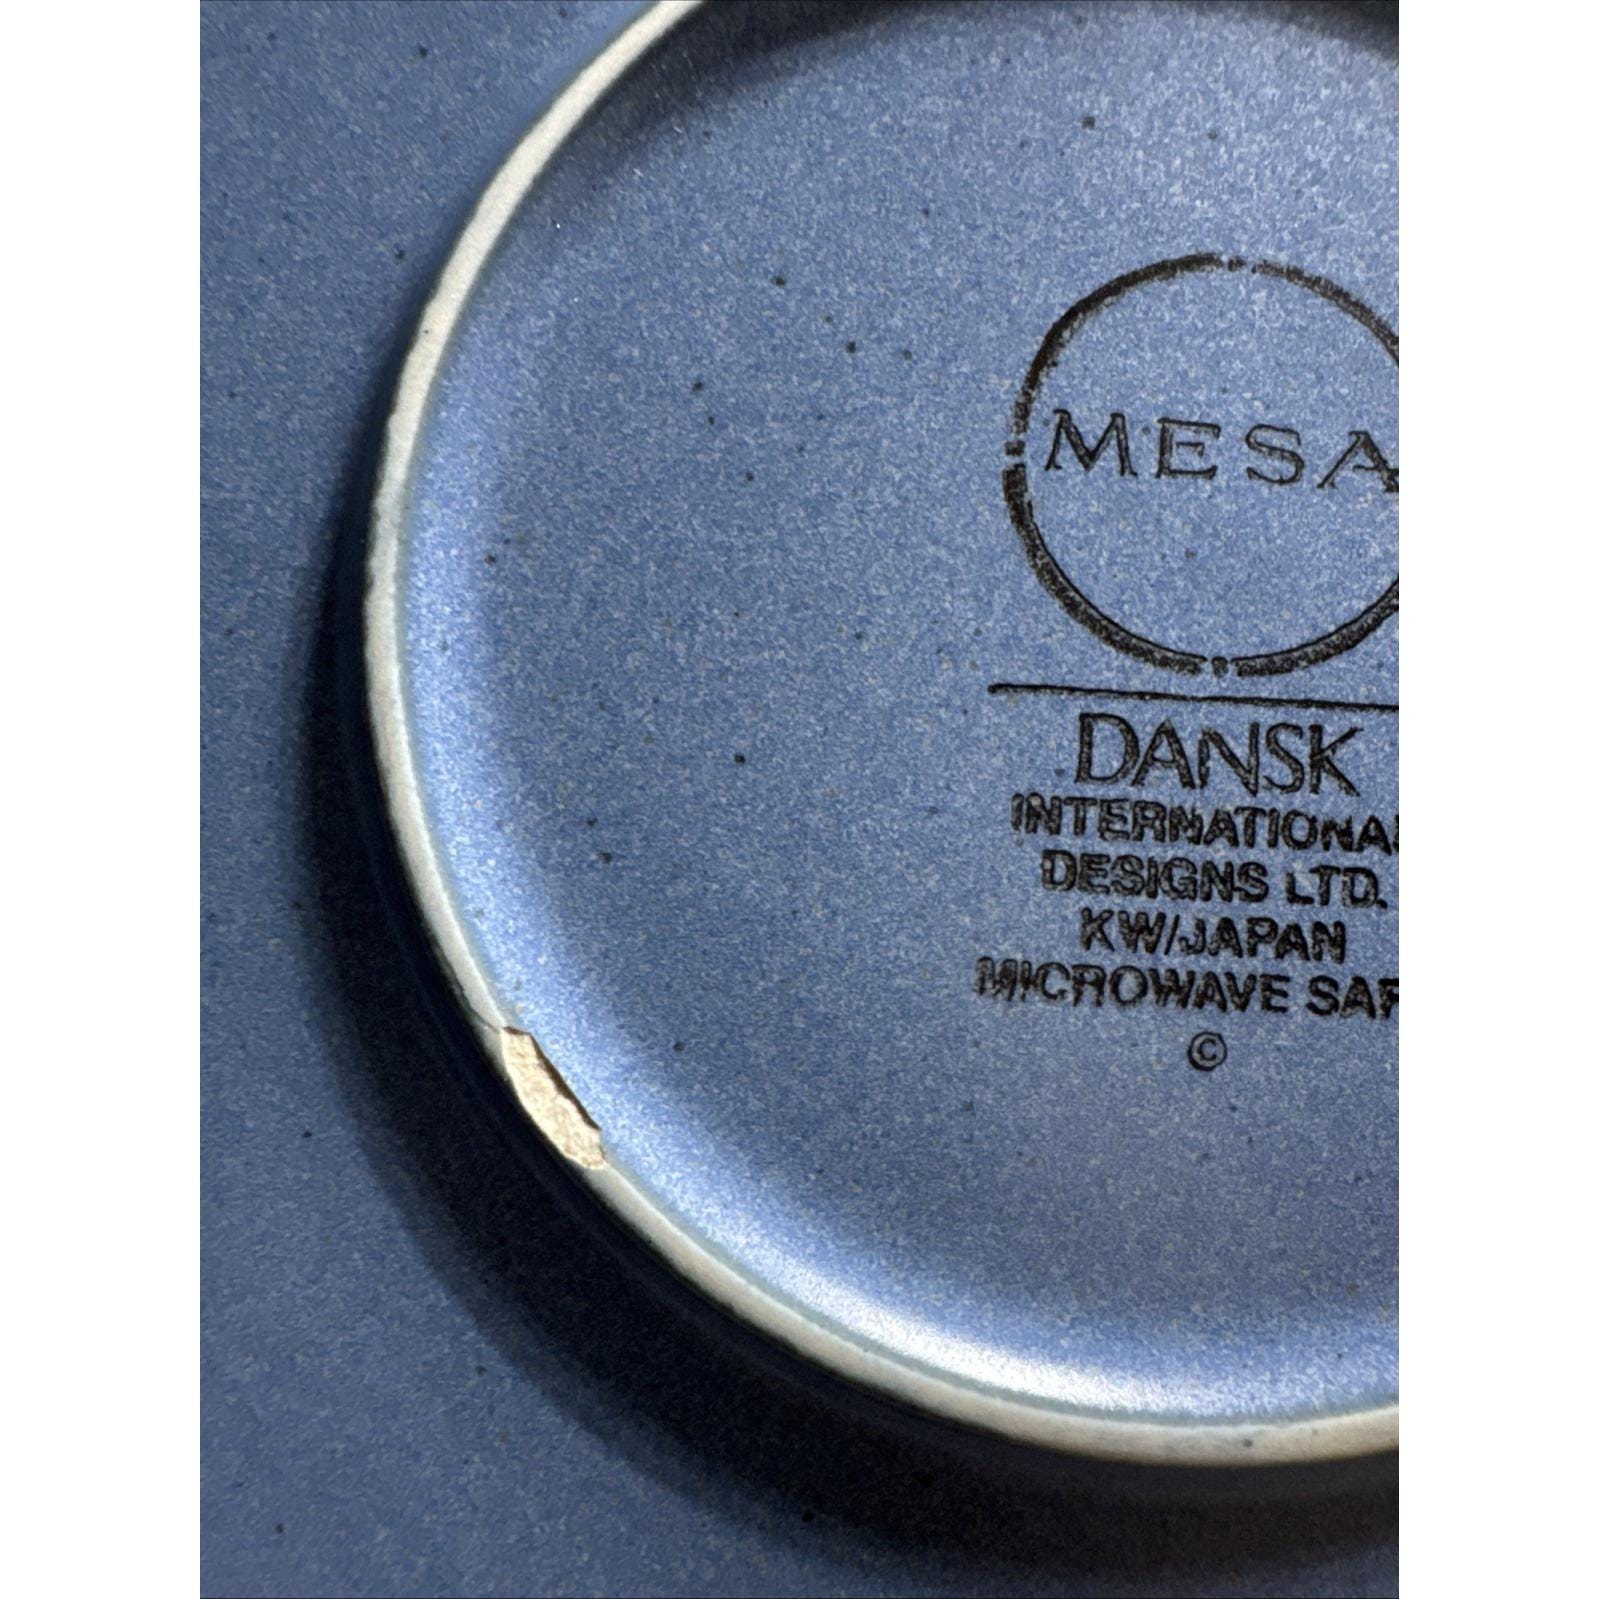 MESA
DANSK
INTERNATIONAL
DESIGNS LTD.
KW/JAPAN
MICROWAVE SAF
©